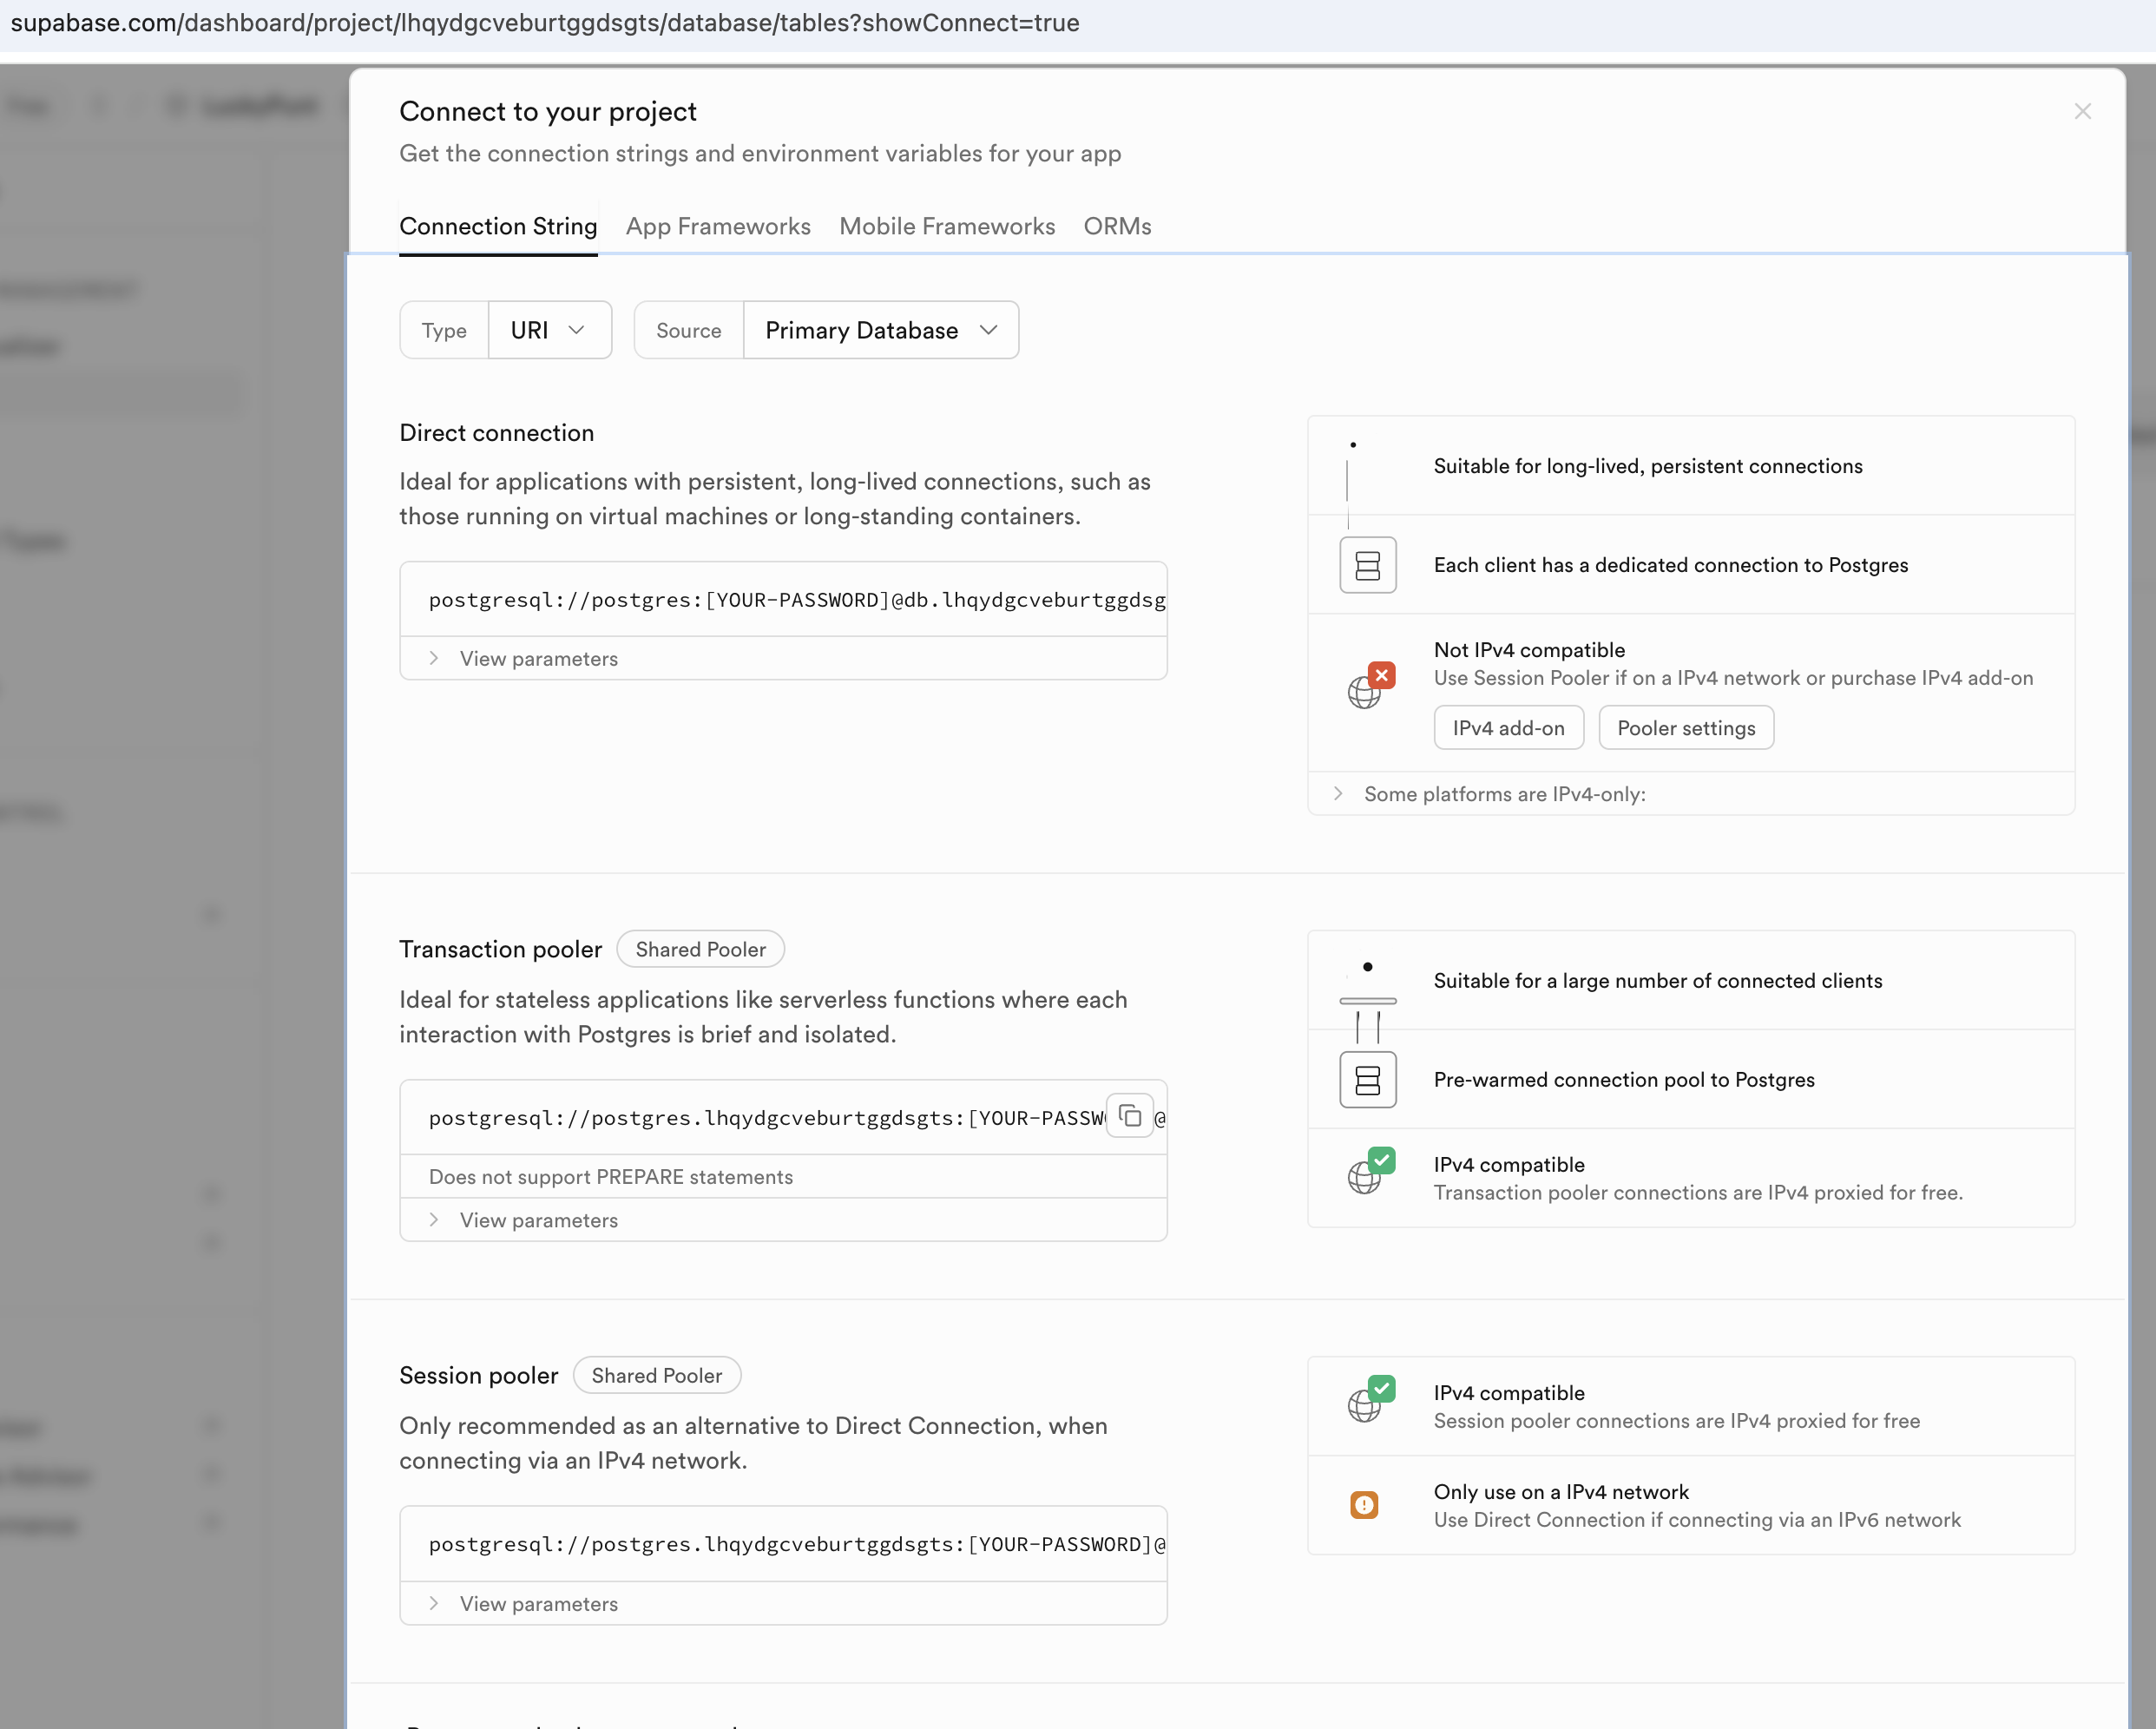 supabase.com/dashboard/project/lhqydgcveburtggdsgts/database/tables?showConnect=true
Connect to your project
Get the connection strings and environment variables for your app
Connection String App Frameworks Mobile Frameworks ORMs
Type URI Source Primary Database
Direct connection
Ideal for applications with persistent, long-lived connections, such as
those running on virtual machines or long-standing containers.
postgresql://postgres:[YOUR-PASSWORD]@db.lhqydgcveburtggdsg
View parameters
Suitable for long-lived, persistent connections
Each client has a dedicated connection to Postgres
Not IPv4 compatible
Use Session Pooler if on a IPv4 network or purchase IPv4 add-on
IPv4 add-on Pooler settings
Some platforms are IPv4-only:
Transaction pooler Shared Pooler
Ideal for stateless applications like serverless functions where each
interaction with Postgres is brief and isolated.
postgresql://postgres.lhqydgcveburtggdsgts:[YOUR-PASSW @
Does not support PREPARE statements
View parameters
Suitable for a large number of connected clients
Pre-warmed connection pool to Postgres
IPv4 compatible
Transaction pooler connections are IPv4 proxied for free.
Session pooler Shared Pooler
Only recommended as an alternative to Direct Connection, when
connecting via an IPv4 network.
postgresql://postgres.lhqydgcveburtggdsgts:[YOUR-PASSWORD]@
View parameters
IPv4 compatible
Session pooler connections are IPv4 proxied for free
Only use on a IPv4 network
Use Direct Connection if connecting via an IPv6 network